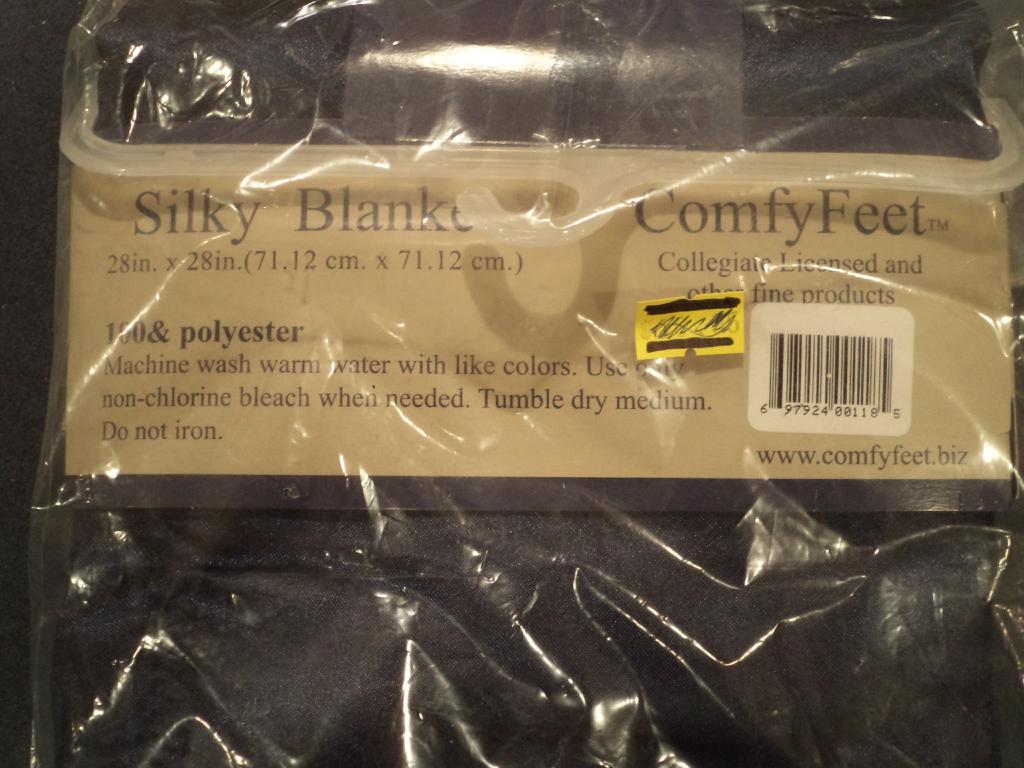 Silky Blanke
28in. x 28in.(71.12 cm. x 71.12 cm.)
100& polyester
Machine wash warm water with like colors. Use only
non-chlorine bleach when needed. Tumble dry medium.
Do not iron.
ComfyFeet™
Collegiate Licensed and
other fine products
6 97924 00118 5
www.comfyfeet.biz